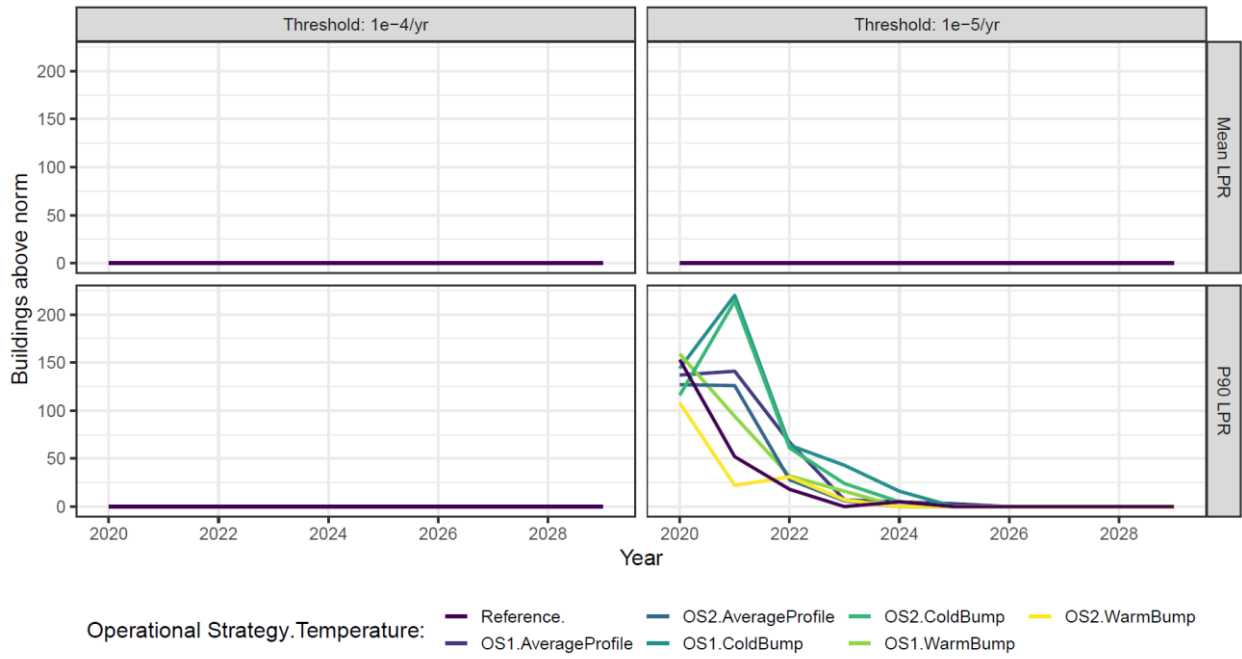 Threshold: 1e−4/yr
Threshold: 1e−5/yr
Buildings above norm
200
150
100
50
0
Mean LPR
200
150
100
50
0
P90 LPR
2020
2022
2024
2026
2028
2020
2022
2024
2026
2028
Year
Operational Strategy.Temperature:
Reference.
OS2.AverageProfile
OS2.ColdBump
OS2.WarmBump
OS1.AverageProfile
OS1.ColdBump
OS1.WarmBump